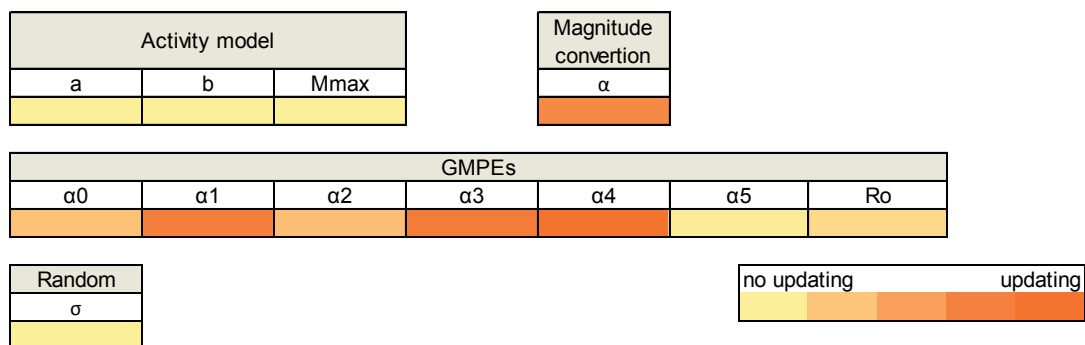 Activity model
a b Mmax
Magnitude
convertion
α
GMPEs
α0 α1 α2 α3 α4 α5 Ro
Random
σ
no updating updating